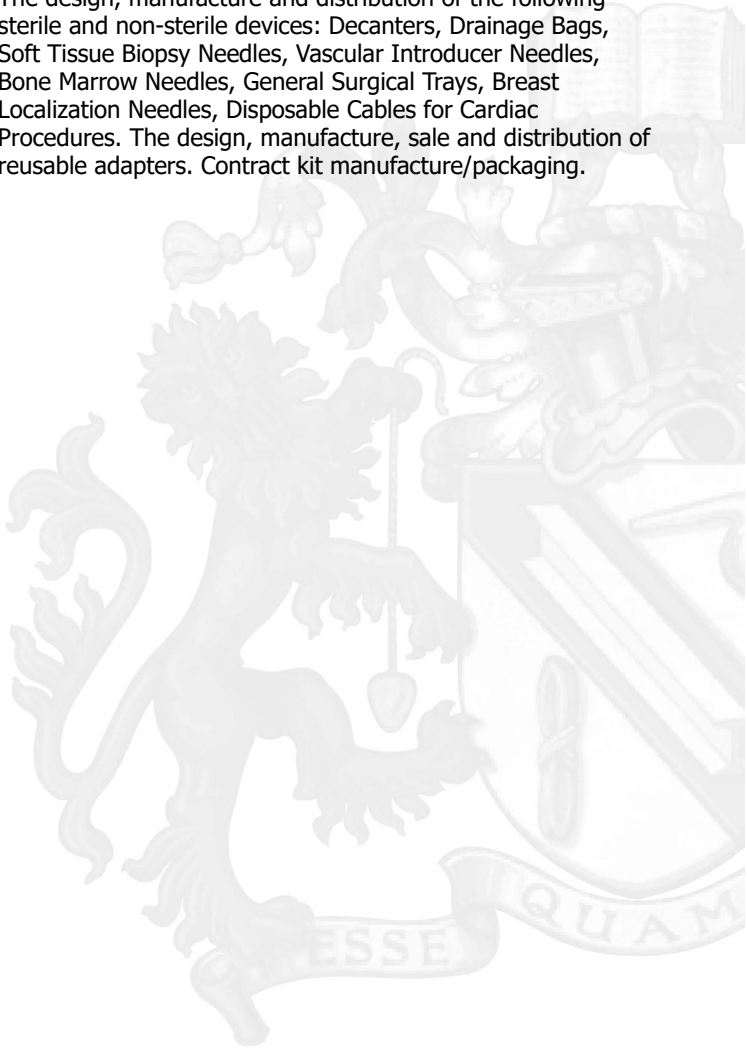 The design, manufacture and distribution of the following
sterile and non-sterile devices: Decanters, Drainage Bags,
Soft Tissue Biopsy Needles, Vascular Introducer Needles,
Bone Marrow Needles, General Surgical Trays, Breast
Localization Needles, Disposable Cables for Cardiac
Procedures. The design, manufacture, sale and distribution of
reusable adapters. Contract kit manufacture/packaging.
ESSE QUAM